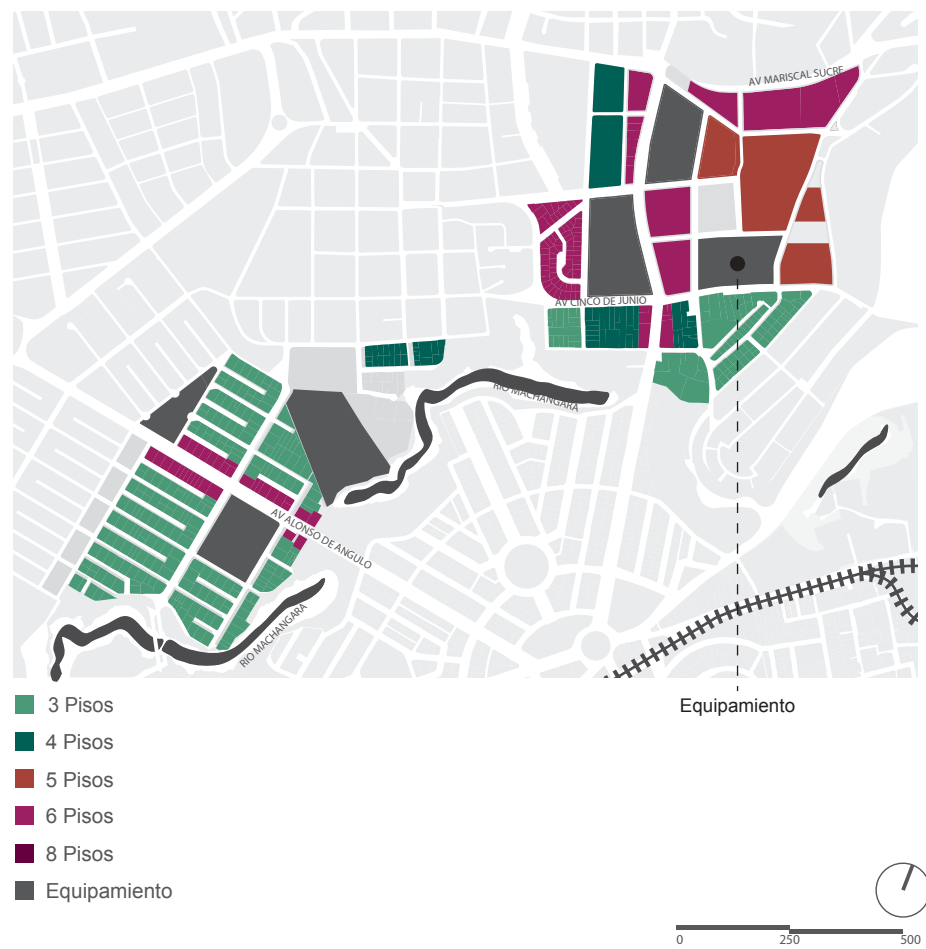 AV MARISCAL SUCRE
AV CINCO DE JUNIO
RIO MACHANGARA
AV ALONSO DE ANGULO
RIO MACHANGARA
3 Pisos
4 Pisos
5 Pisos
6 Pisos
8 Pisos
Equipamiento
Equipamiento
0 250 500